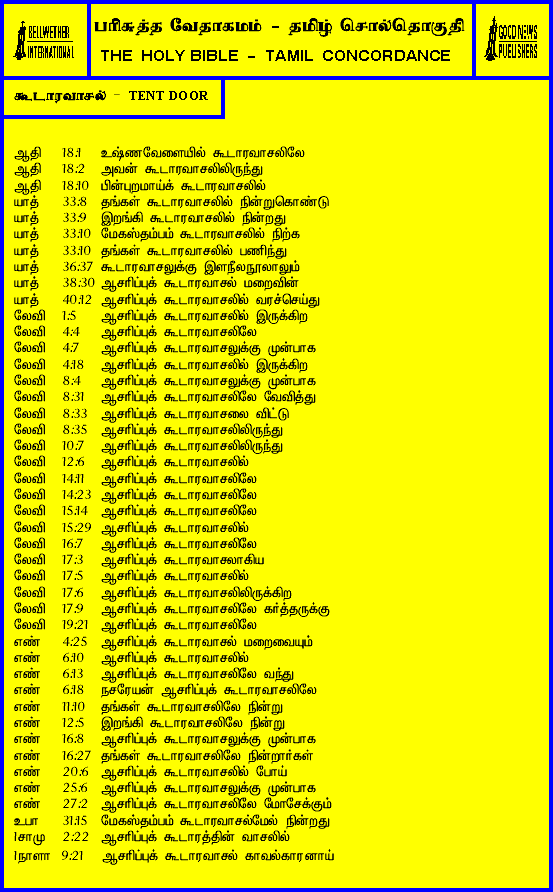 BELLWETHER
INTERNATIONAL
பரிசுத்த வேதாகமம் - தமிழ் சொல்தொகுதி
THE HOLY BIBLE - TAMIL CONCORDANCE
GOOD NEWS
PUBLISHERS
கூடாரவாசல் - TENT DOOR
ஆதி 18:1 உஷ்ணவேளையில் கூடாரவாசலிலே
ஆதி 18:2 அவன் கூடாரவாசலிலிருந்து
ஆதி 18:10 பின்புறமாய்க் கூடாரவாசலில்
யாத் 33:8 தங்கள் கூடாரவாசலில் நின்றுகொண்டு
யாத் 33:9 இறங்கி கூடாரவாசலில் நின்றது
யாத் 33:10 மேகஸ்தம்பம் கூடாரவாசலில் நிற்க
யாத் 33:10 தங்கள் கூடாரவாசலில் பணிந்து
யாத் 36:37 கூடாரவாசலுக்கு இளநீலநூலாலும்
யாத் 38:30 ஆசரிப்புக் கூடாரவாசல் மறைவின்
யாத் 40:12 ஆசரிப்புக் கூடாரவாசலில் வரச்செய்து
லேவி 1:5 ஆசரிப்புக் கூடாரவாசலில் இருக்கிற
லேவி 4:4 ஆசரிப்புக் கூடாரவாசலிலே
லேவி 4:7 ஆசரிப்புக் கூடாரவாசலுக்கு முன்பாக
லேவி 4:18 ஆசரிப்புக் கூடாரவாசலில் இருக்கிற
லேவி 8:4 ஆசரிப்புக் கூடாரவாசலுக்கு முன்பாக
லேவி 8:31 ஆசரிப்புக் கூடாரவாசலிலே வேவித்து
லேவி 8:33 ஆசரிப்புக் கூடாரவாசலை விட்டு
லேவி 8:35 ஆசரிப்புக் கூடாரவாசலிலிருந்து
லேவி 10:7 ஆசரிப்புக் கூடாரவாசலிலிருந்து
லேவி 12:6 ஆசரிப்புக் கூடாரவாசலில்
லேவி 14:11 ஆசரிப்புக் கூடாரவாசலிலே
லேவி 14:23 ஆசரிப்புக் கூடாரவாசலிலே
லேவி 15:14 ஆசரிப்புக் கூடாரவாசலிலே
லேவி 15:29 ஆசரிப்புக் கூடாரவாசலில்
லேவி 16:7 ஆசரிப்புக் கூடாரவாசலிலே
லேவி 17:3 ஆசரிப்புக் கூடாரவாசலாகிய
லேவி 17:5 ஆசரிப்புக் கூடாரவாசலில்
லேவி 17:6 ஆசரிப்புக் கூடாரவாசலிலிருக்கிற
லேவி 17:9 ஆசரிப்புக் கூடாரவாசலிலே கர்த்தருக்கு
லேவி 19:21 ஆசரிப்புக் கூடாரவாசலிலே
எண் 4:25 ஆசரிப்புக் கூடாரவாசல் மறைவையும்
எண் 6:10 ஆசரிப்புக் கூடாரவாசலில்
எண் 6:13 ஆசரிப்புக் கூடாரவாசலிலே வந்து
எண் 6:18 நசரேயன் ஆசரிப்புக் கூடாரவாசலிலே
எண் 11:10 தங்கள் கூடாரவாசலிலே நின்று
எண் 12:5 இறங்கி கூடாரவாசலிலே நின்று
எண் 16:8 ஆசரிப்புக் கூடாரவாசலுக்கு முன்பாக
எண் 16:27 தங்கள் கூடாரவாசலிலே நின்றார்கள்
எண் 20:6 ஆசரிப்புக் கூடாரவாசலில் போய்
எண் 25:6 ஆசரிப்புக் கூடாரவாசலுக்கு முன்பாக
எண் 27:2 ஆசரிப்புக் கூடாரவாசலிலே மோசேக்கும்
உபா 31:15 மேகஸ்தம்பம் கூடாரவாசல்மேல் நின்றது
1சாமு 2:22 ஆசரிப்புக் கூடாரத்தின் வாசலில்
1நாளா 9:21 ஆசரிப்புக் கூடாரவாசல் காவல்காரனாய்